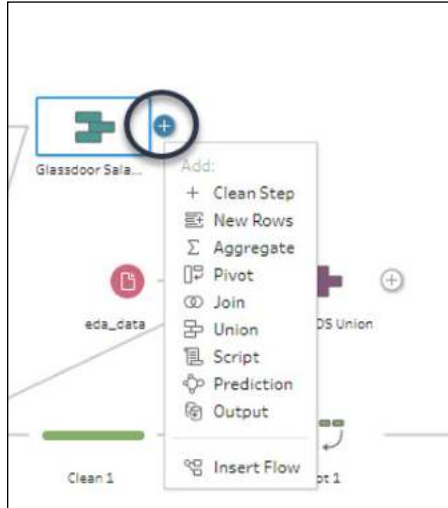 Glassdoor Sala...
Add:
+ Clean Step
New Rows
Σ Aggregate
Pivot
Join
Union
Script
Prediction
Output
Insert Flow
eda_data
DS Union
Clean 1
ot 1